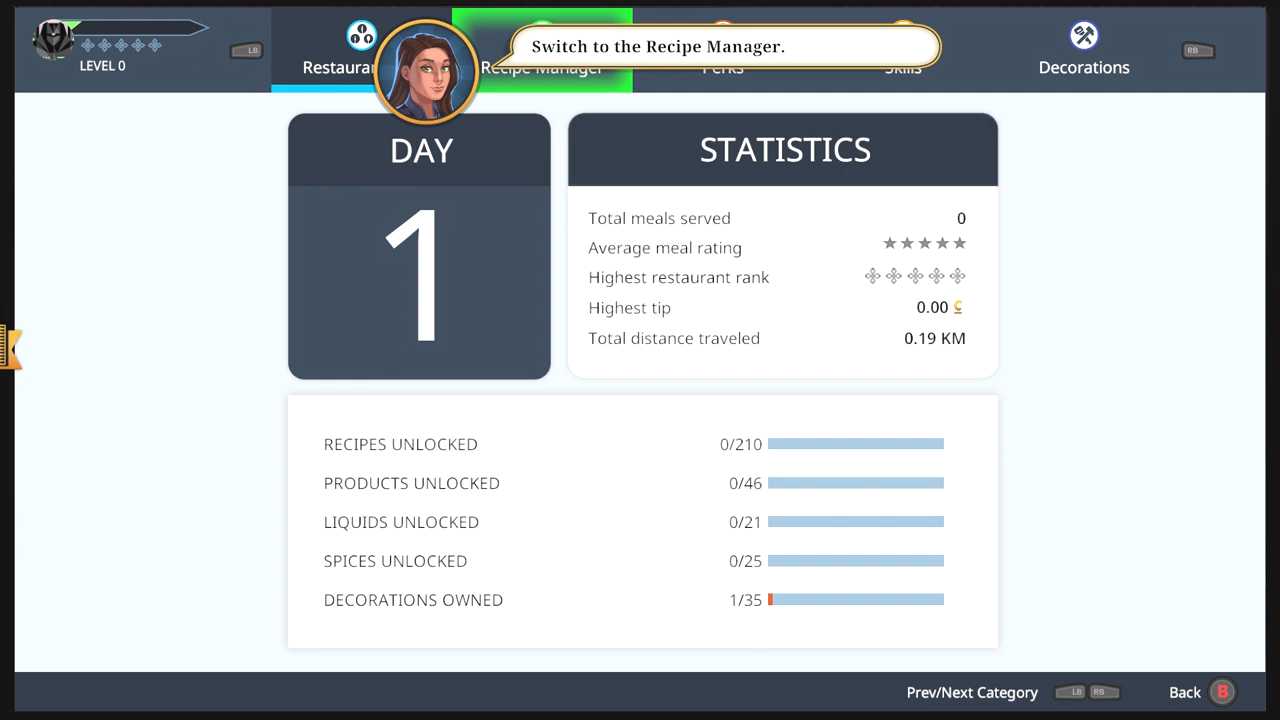 LEVEL 0
LB
Restauran
Recipe Manager
Switch to the Recipe Manager.
Perks
Skills
Decorations
RB
DAY
1
STATISTICS
Total meals served 0
Average meal rating
Highest restaurant rank
Highest tip 0.00
Total distance traveled 0.19 KM
RECIPES UNLOCKED 0/210
PRODUCTS UNLOCKED 0/46
LIQUIDS UNLOCKED 0/21
SPICES UNLOCKED 0/25
DECORATIONS OWNED 1/35
Prev/Next Category LB RB Back B